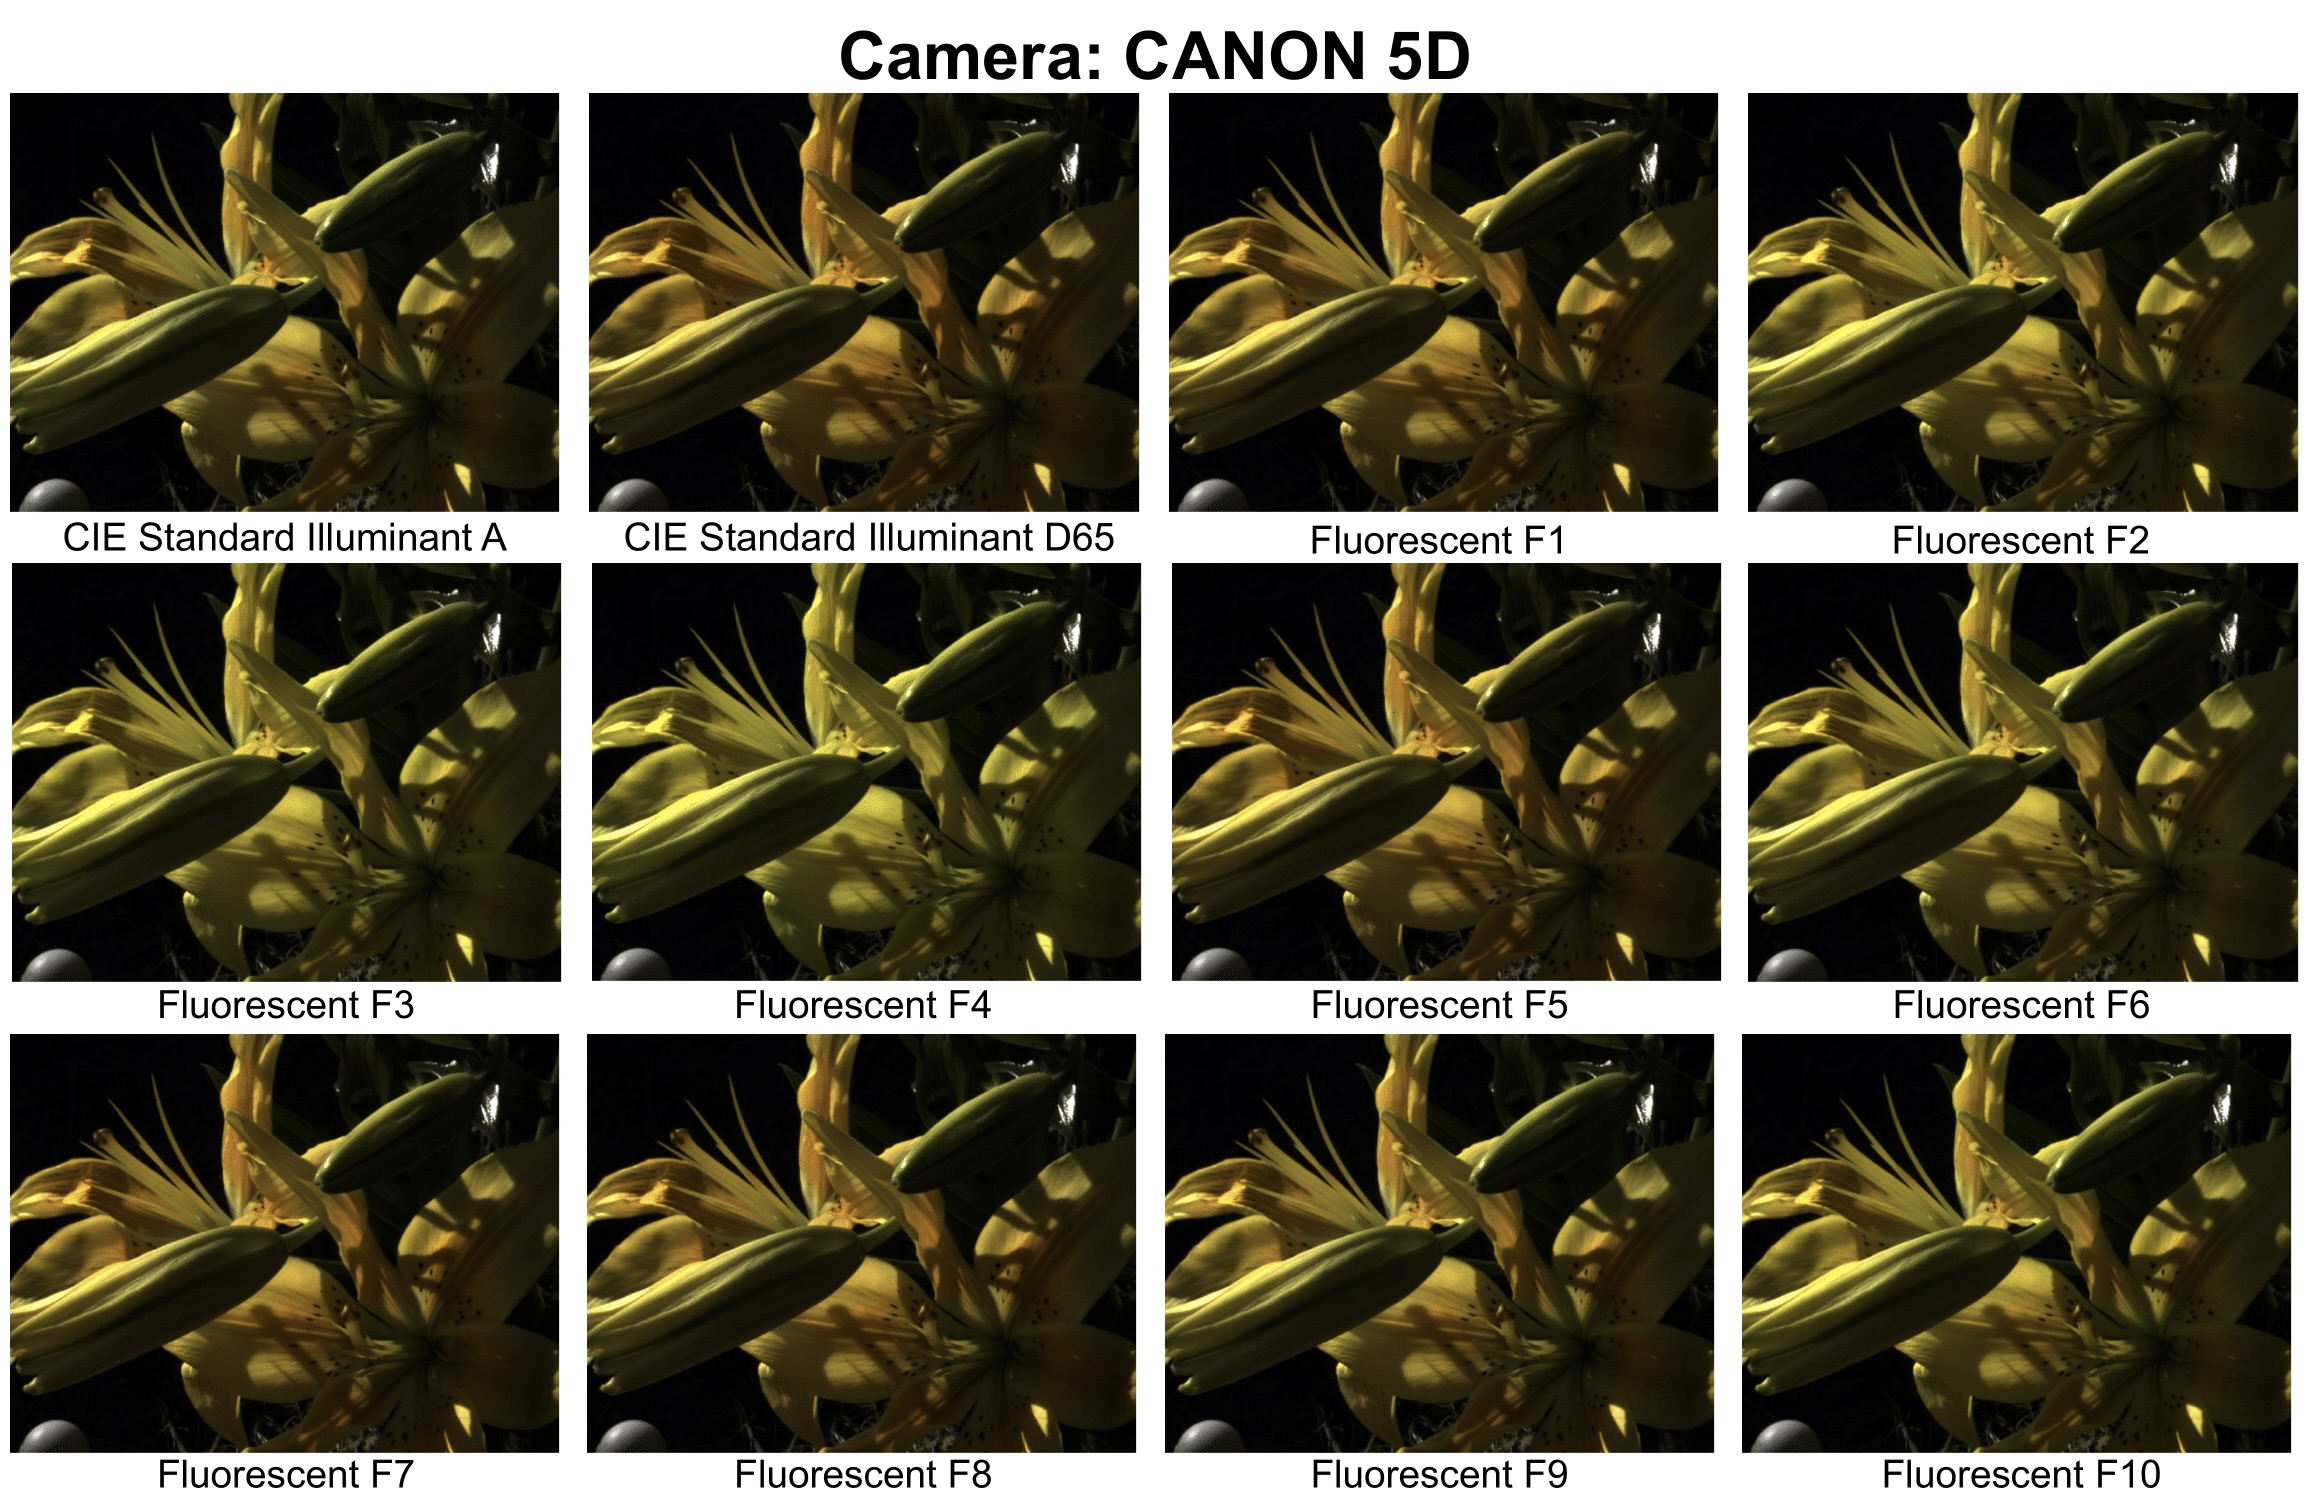 Camera: CANON 5D
CIE Standard Illuminant A
CIE Standard Illuminant D65
Fluorescent F1
Fluorescent F2
Fluorescent F3
Fluorescent F4
Fluorescent F5
Fluorescent F6
Fluorescent F7
Fluorescent F8
Fluorescent F9
Fluorescent F10